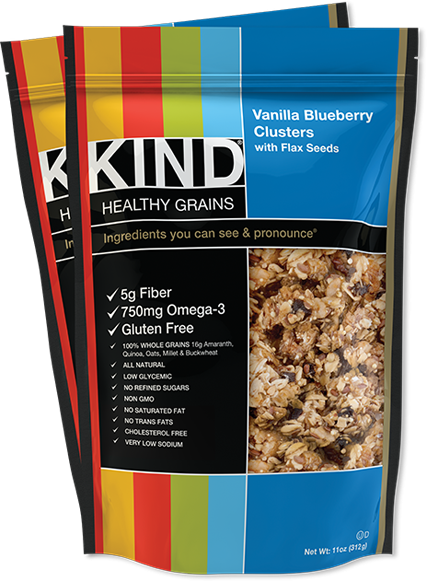 Vanilla Blueberry
Clusters
with Flax Seeds
KIND®
HEALTHY GRAINS
Ingredients you can see & pronounce®
✓ 5g Fiber
✓ 750mg Omega-3
✓ Gluten Free
✓ 100% WHOLE GRAINS 16g Amaranth,
Quinoa, Oats, Millet & Buckwheat
✓ ALL NATURAL
✓ LOW GLYCEMIC
✓ NO REFINED SUGARS
✓ NON GMO
✓ NO SATURATED FAT
✓ NO TRANS FATS
✓ CHOLESTEROL FREE
✓ VERY LOW SODIUM
Ⓤ D
Net Wt: 11oz (312g)
K
HE
In